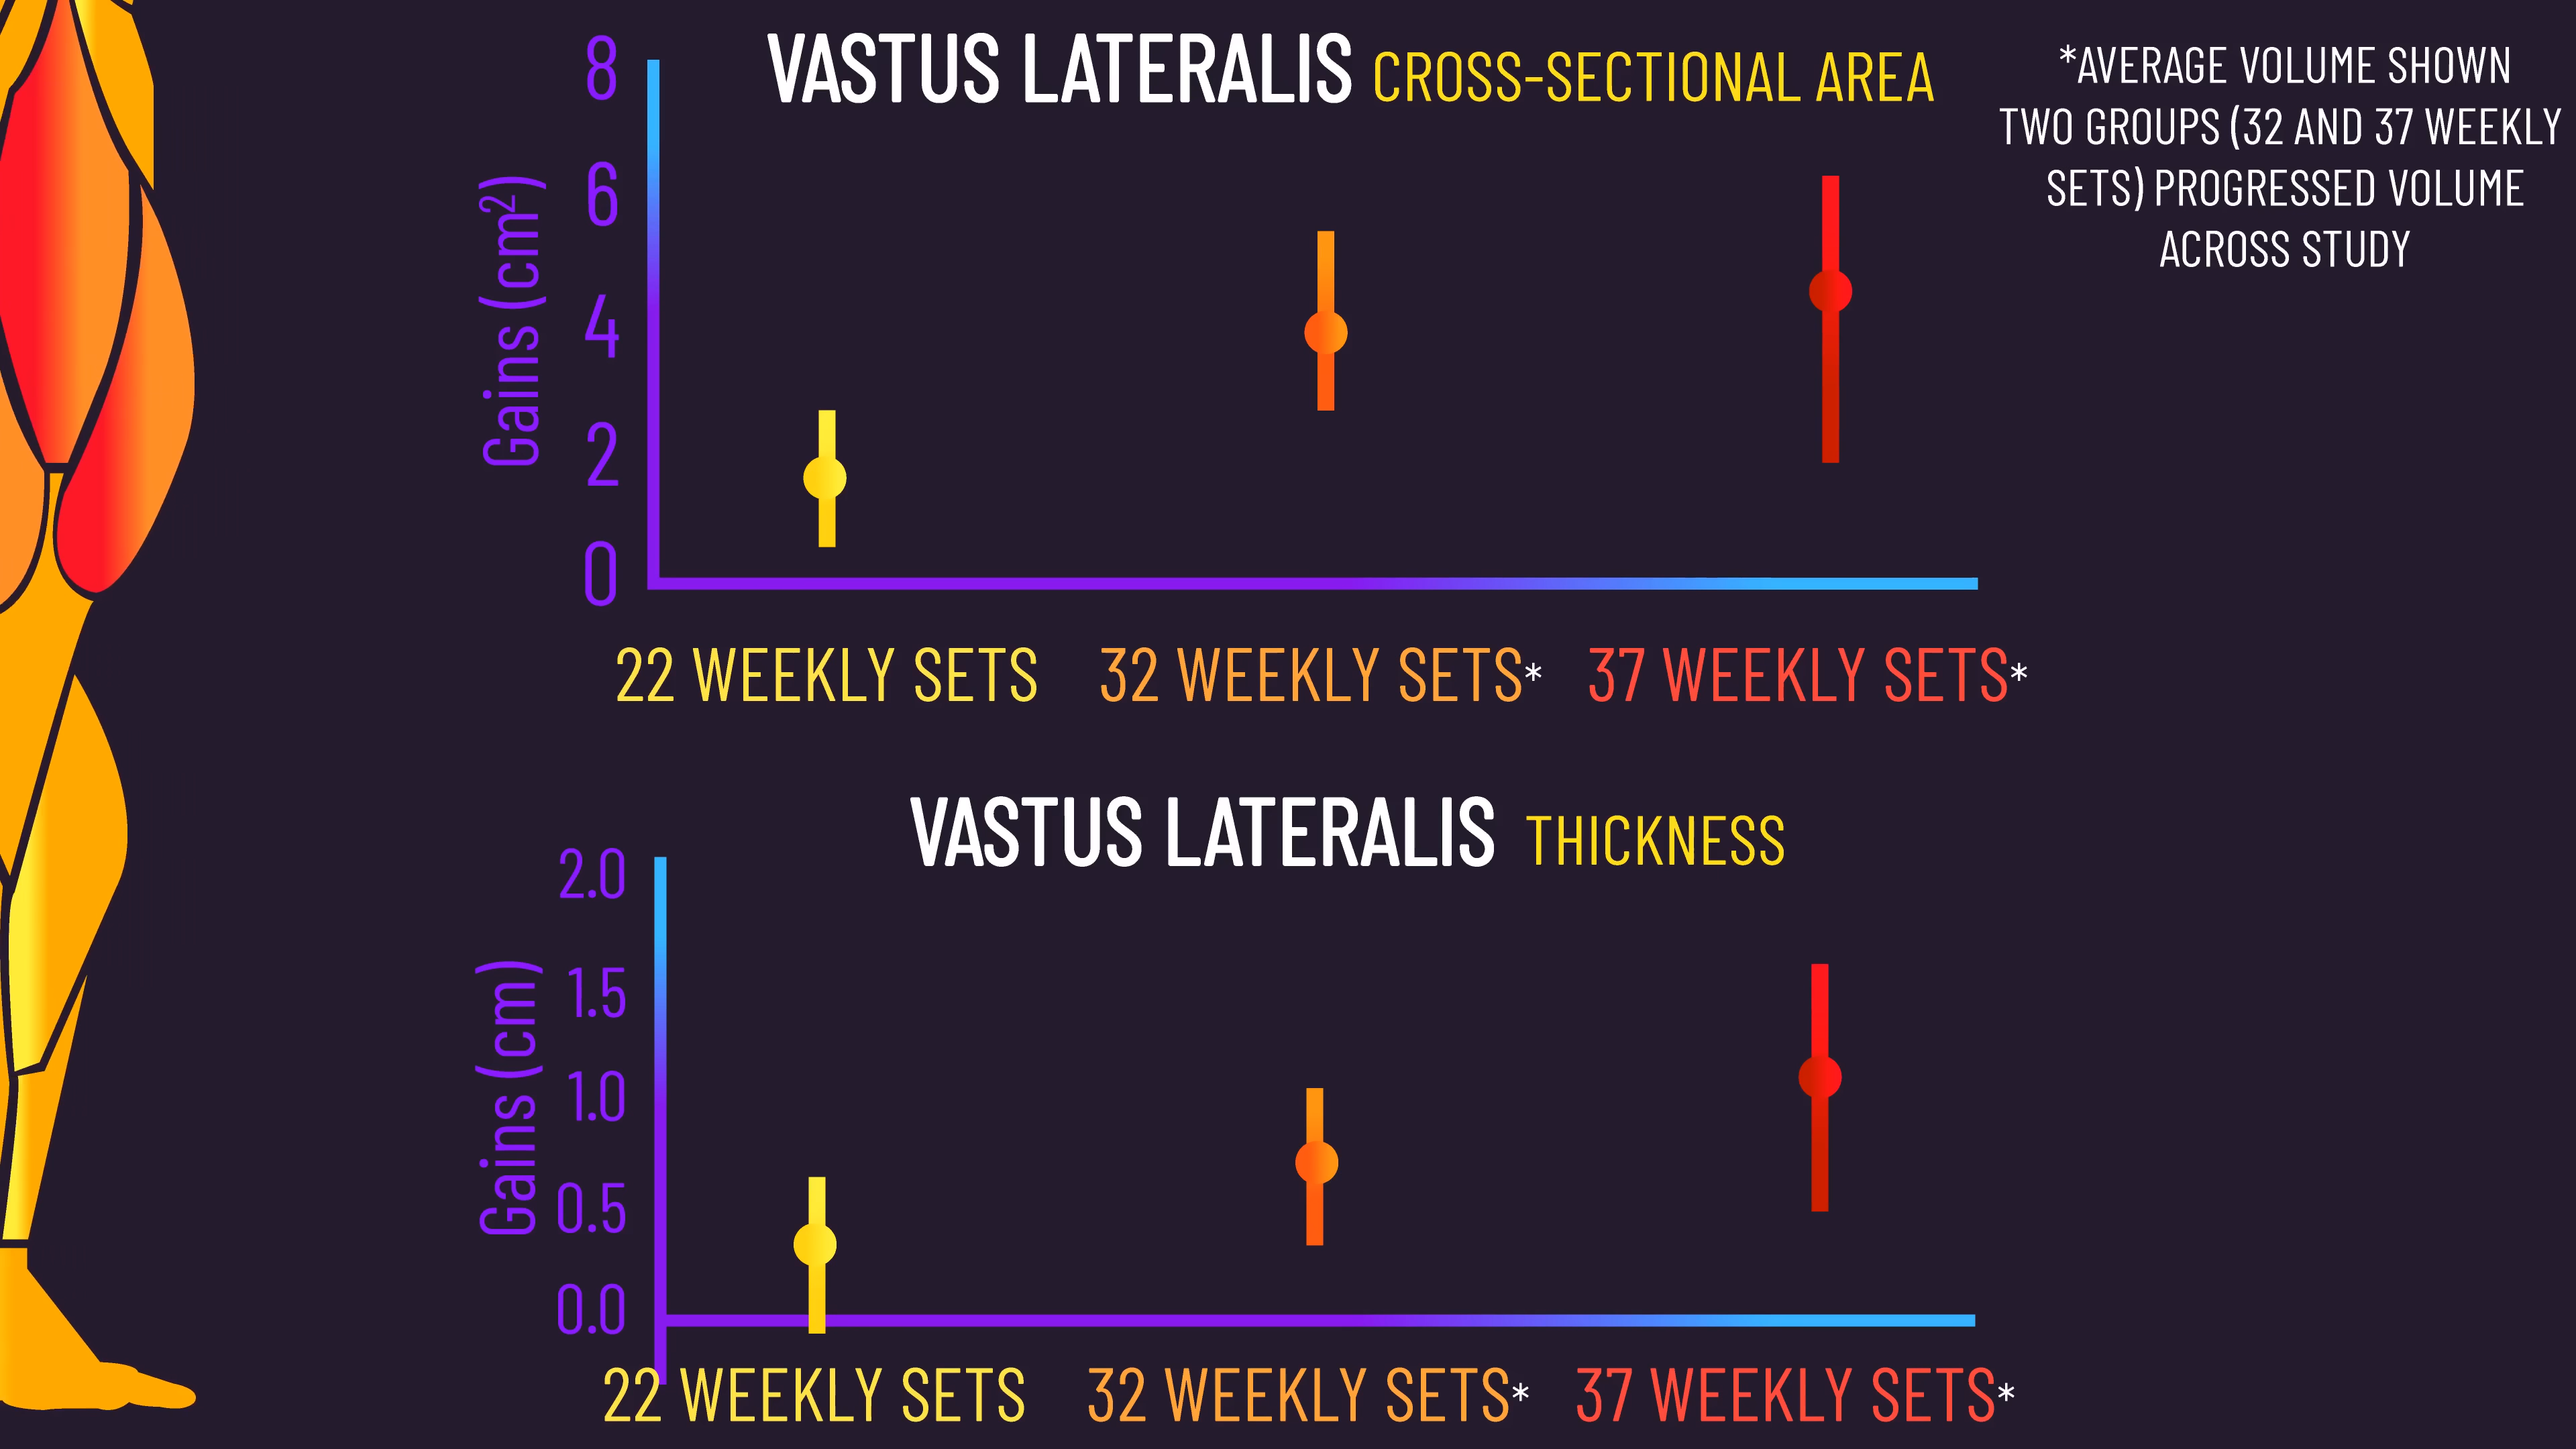 VASTUS LATERALIS CROSS-SECTIONAL AREA
*AVERAGE VOLUME SHOWN
TWO GROUPS (32 AND 37 WEEKLY
SETS) PROGRESSED VOLUME
ACROSS STUDY
Gains (cm²)
8
6
4
2
0
22 WEEKLY SETS
32 WEEKLY SETS*
37 WEEKLY SETS*
VASTUS LATERALIS THICKNESS
Gains (cm)
2.0
1.5
1.0
0.5
0.0
22 WEEKLY SETS
32 WEEKLY SETS*
37 WEEKLY SETS*